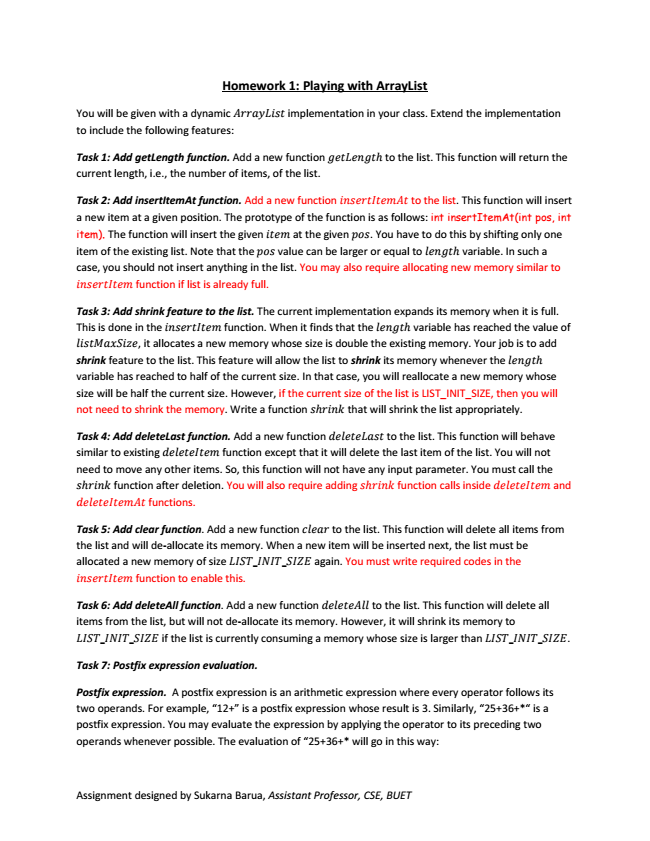 Homework 1: Playing with ArrayList
You will be given with a dynamic ArrayList implementation in your class. Extend the implementation
to include the following features:
Task 1: Add getLength function. Add a new function getLength to the list. This function will return the
current length, i.e., the number of items, of the list.
Task 2: Add insertItemAt function. Add a new function insertItemAt to the list. This function will insert
a new item at a given position. The prototype of the function is as follows: int insertItemAt(int pos, int
item). The function will insert the given item at the given pos. You have to do this by shifting only one
item of the existing list. Note that the pos value can be larger or equal to length variable. In such a
case, you should not insert anything in the list. You may also require allocating new memory similar to
insertItem function if list is already full.
Task 3: Add shrink feature to the list. The current implementation expands its memory when it is full.
This is done in the insertItem function. When it finds that the length variable has reached the value of
listMaxSize, it allocates a new memory whose size is double the existing memory. Your job is to add
shrink feature to the list. This feature will allow the list to shrink its memory whenever the length
variable has reached to half of the current size. In that case, you will reallocate a new memory whose
size will be half the current size. However, if the current size of the list is LIST_INIT_SIZE, then you will
not need to shrink the memory. Write a function shrink that will shrink the list appropriately.
Task 4: Add deleteLast function. Add a new function deleteLast to the list. This function will behave
similar to existing deleteItem function except that it will delete the last item of the list. You will not
need to move any other items. So, this function will not have any input parameter. You must call the
shrink function after deletion. You will also require adding shrink function calls inside deleteItem and
deleteItemAt functions.
Task 5: Add clear function. Add a new function clear to the list. This function will delete all items from
the list and will de-allocate its memory. When a new item will be inserted next, the list must be
allocated a new memory of size LIST_INIT_SIZE again. You must write required codes in the
insertItem function to enable this.
Task 6: Add deleteAll function. Add a new function deleteAll to the list. This function will delete all
items from the list, but will not de-allocate its memory. However, it will shrink its memory to
LIST_INIT_SIZE if the list is currently consuming a memory whose size is larger than LIST_INIT_SIZE.
Task 7: Postfix expression evaluation.
Postfix expression. A postfix expression is an arithmetic expression where every operator follows its
two operands. For example, “12+” is a postfix expression whose result is 3. Similarly, “25+36+*“ is a
postfix expression. You may evaluate the expression by applying the operator to its preceding two
operands whenever possible. The evaluation of “25+36+* will go in this way:
Assignment designed by Sukarna Barua, Assistant Professor, CSE, BUET